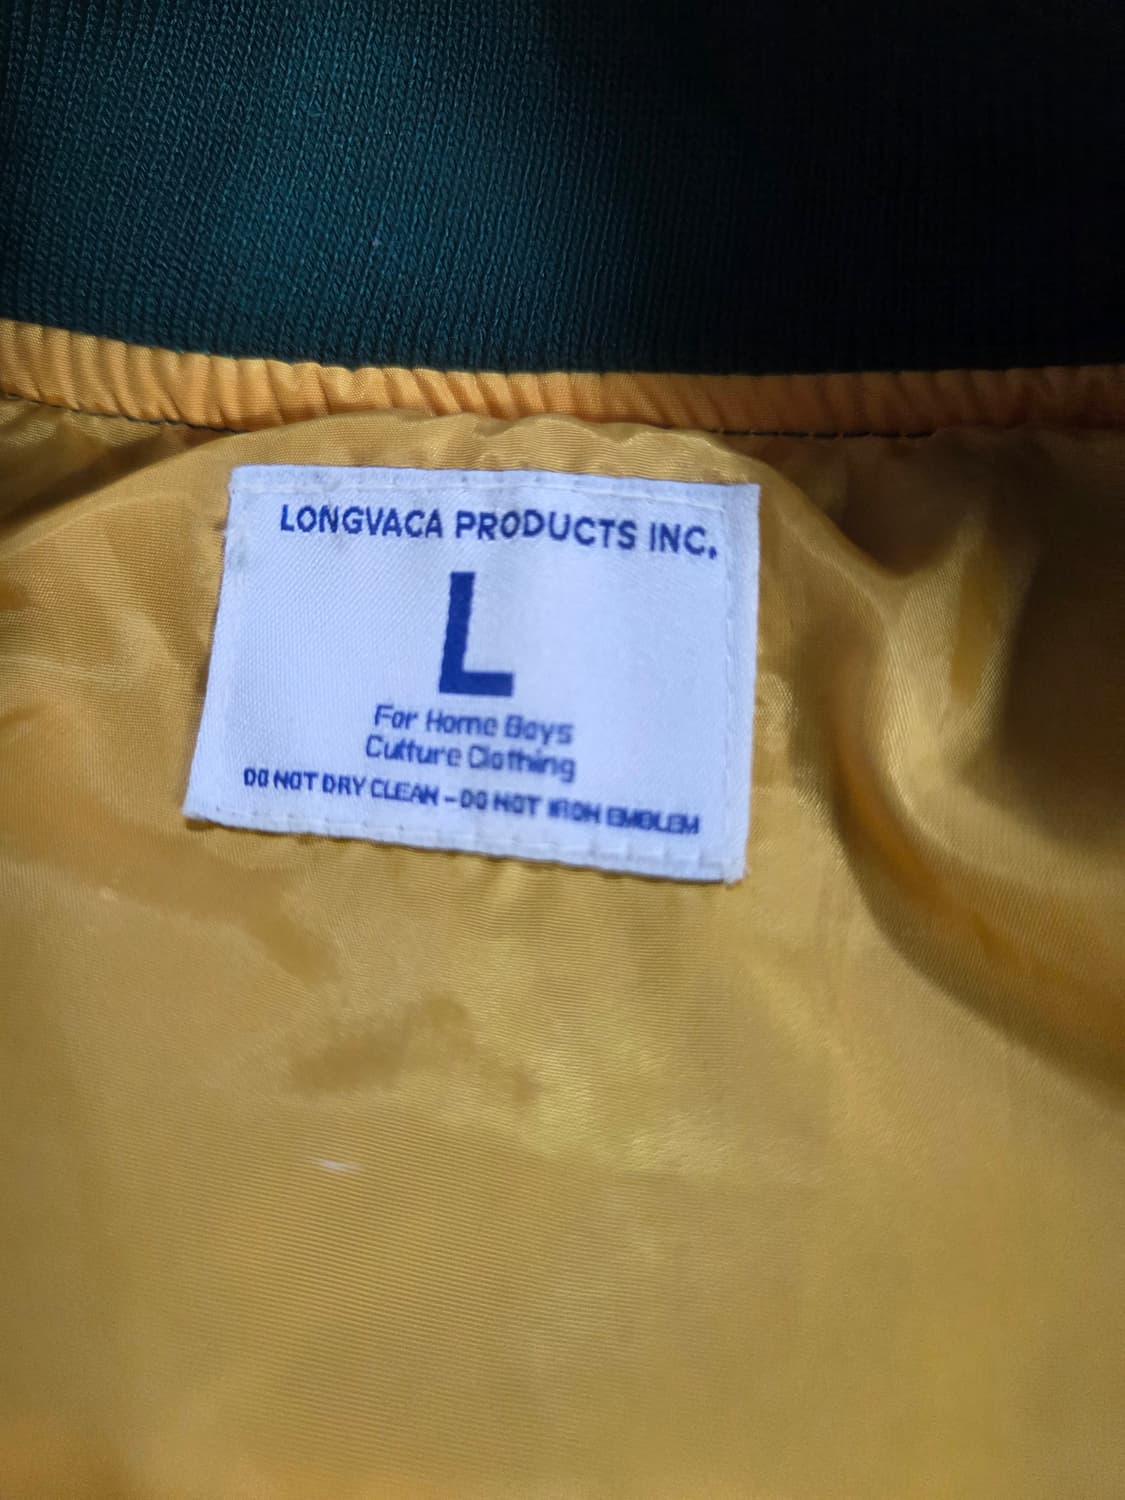 LONGVACA PRODUCTS INC.
L
For Home Boys
Culture Clothing
DO NOT DRY CLEAN - DO NOT IRON EMBLEM